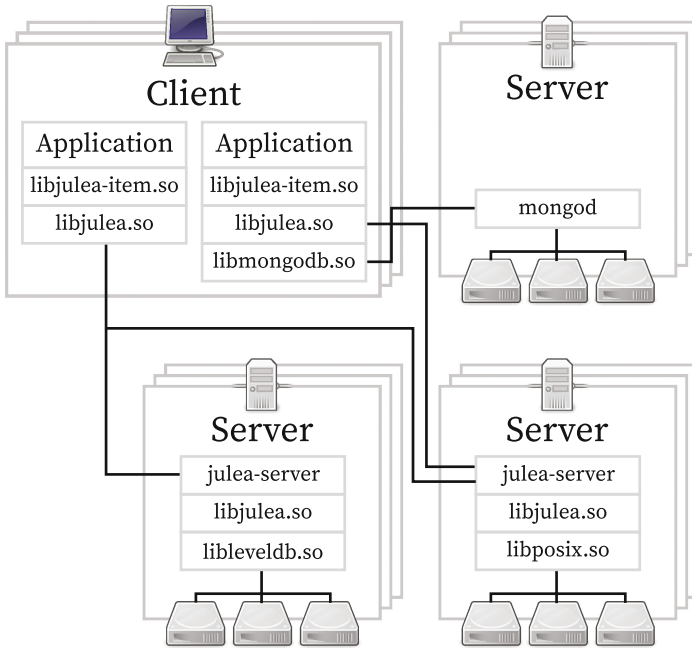 Client
Application
libjulea-item.so
libjulea.so
Application
libjulea-item.so
libjulea.so
libmongodb.so
Server
mongod
Server
julea-server
libjulea.so
libleveldb.so
Server
julea-server
libjulea.so
libposix.so